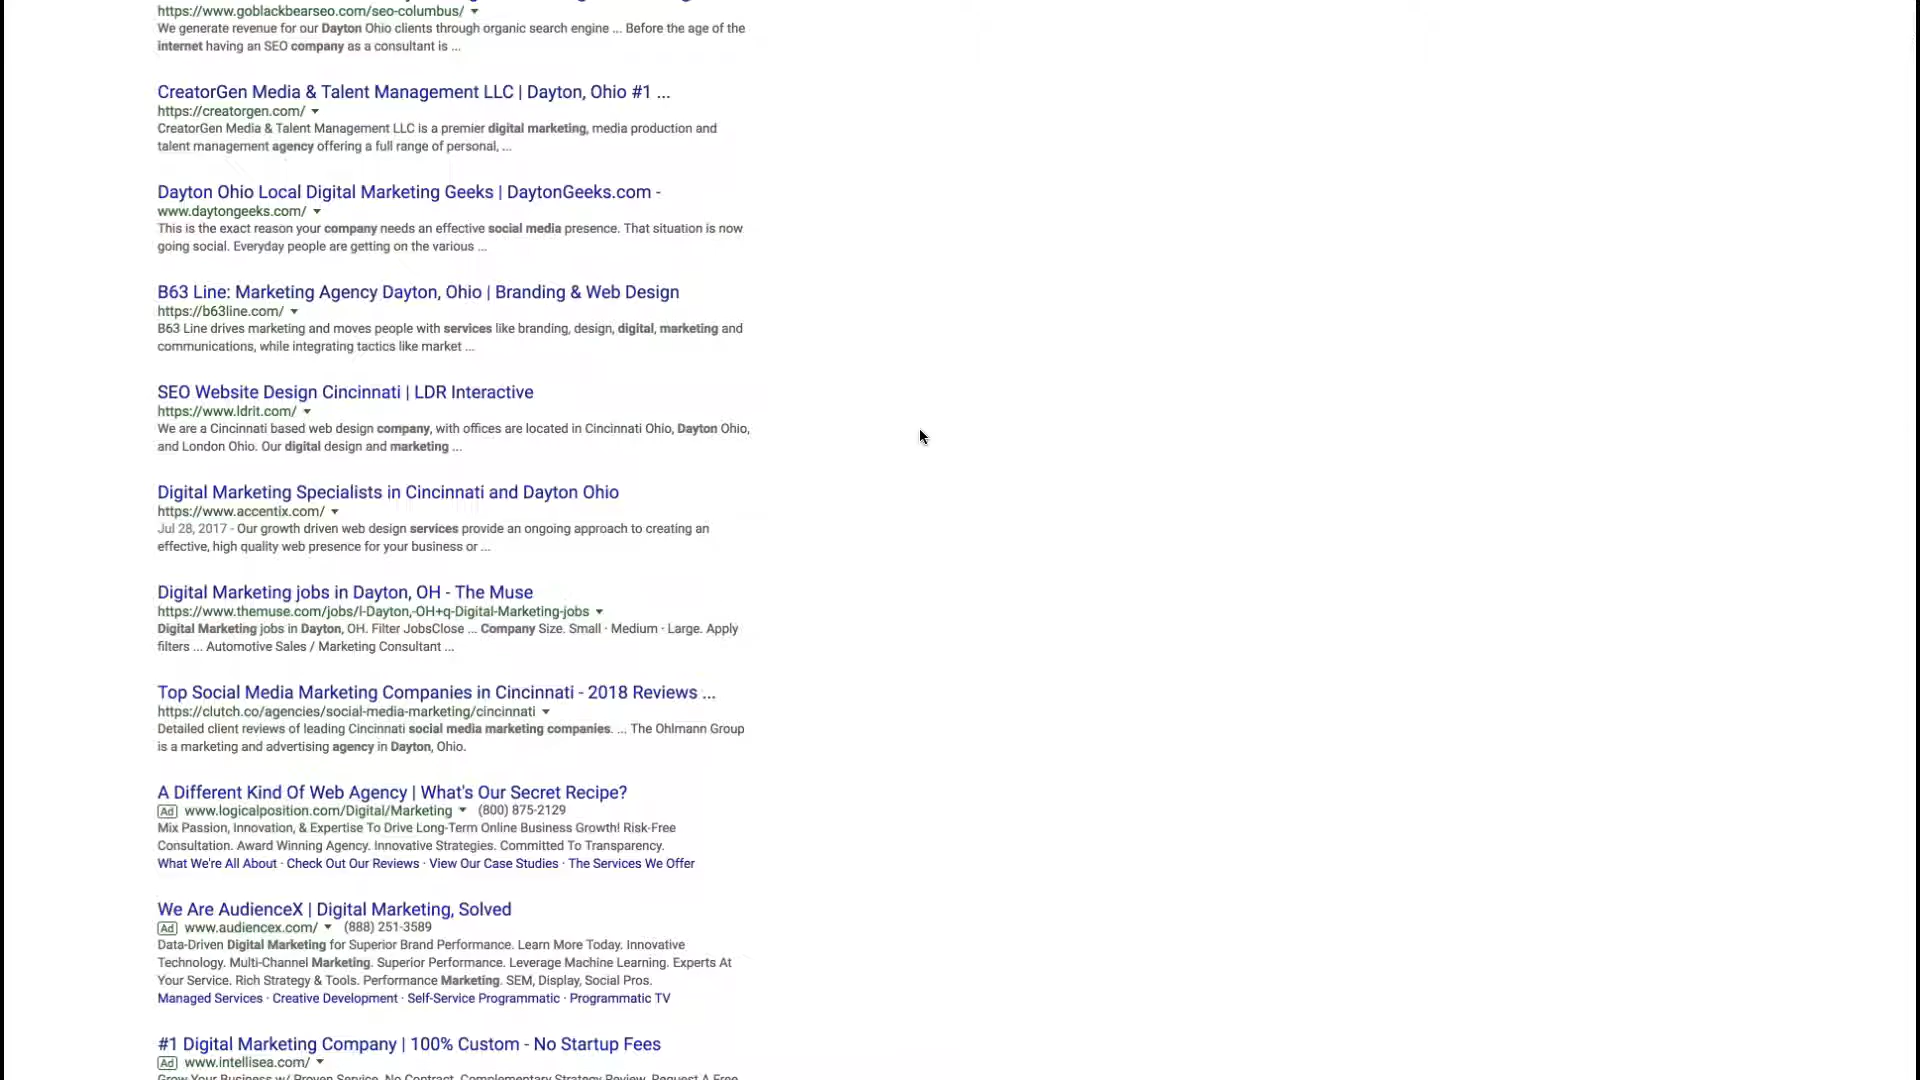 https://www.goblackbearseo.com/seo-columbus/
We generate revenue for our Dayton Ohio clients through organic search engine ... Before the age of the
internet having an SEO company as a consultant is ...
CreatorGen Media & Talent Management LLC | Dayton, Ohio #1 ...
https://creatorgen.com/
CreatorGen Media & Talent Management LLC is a premier digital marketing, media production and
talent management agency offering a full range of personal, ...
Dayton Ohio Local Digital Marketing Geeks | DaytonGeeks.com -
www.daytongeeks.com/
This is the exact reason your company needs an effective social media presence. That situation is now
going social. Everyday people are getting on the various ...
B63 Line: Marketing Agency Dayton, Ohio | Branding & Web Design
https://b63line.com/
B63 Line drives marketing and moves people with services like branding, design, digital, marketing and
communications, while integrating tactics like market ...
SEO Website Design Cincinnati | LDR Interactive
https://www.ldrit.com/
We are a Cincinnati based web design company, with offices are located in Cincinnati Ohio, Dayton Ohio,
and London Ohio. Our digital design and marketing ...
Digital Marketing Specialists in Cincinnati and Dayton Ohio
https://www.accentix.com/
Jul 28, 2017 - Our growth driven web design services provide an ongoing approach to creating an
effective, high quality web presence for your business or ...
Digital Marketing jobs in Dayton, OH - The Muse
https://www.themuse.com/jobs/l-Dayton,-OH+q-Digital-Marketing-jobs
Digital Marketing jobs in Dayton, OH. Filter JobsClose ... Company Size. Small · Medium · Large. Apply
filters ... Automotive Sales / Marketing Consultant ...
Top Social Media Marketing Companies in Cincinnati - 2018 Reviews ...
https://clutch.co/agencies/social-media-marketing/cincinnati
Detailed client reviews of leading Cincinnati social media marketing companies. ... The Ohlmann Group
is a marketing and advertising agency in Dayton, Ohio.
A Different Kind Of Web Agency | What's Our Secret Recipe?
Ad www.logicalposition.com/Digital/Marketing (800) 875-2129
Mix Passion, Innovation, & Expertise To Drive Long-Term Online Business Growth! Risk-Free
Consultation. Award Winning Agency. Innovative Strategies. Committed To Transparency.
What We're All About · Check Out Our Reviews · View Our Case Studies · The Services We Offer
We Are AudienceX | Digital Marketing, Solved
Ad www.audiencex.com/ (888) 251-3589
Data-Driven Digital Marketing for Superior Brand Performance. Learn More Today. Innovative
Technology. Multi-Channel Marketing. Superior Performance. Leverage Machine Learning. Experts At
Your Service. Rich Strategy & Tools. Performance Marketing. SEM, Display, Social Pros.
Managed Services · Creative Development · Self-Service Programmatic · Programmatic TV
#1 Digital Marketing Company | 100% Custom - No Startup Fees
Ad www.intellisea.com/
Grow Your Business w/ Proven Service. No Contract. Complementary Strategy Review. Request A Free